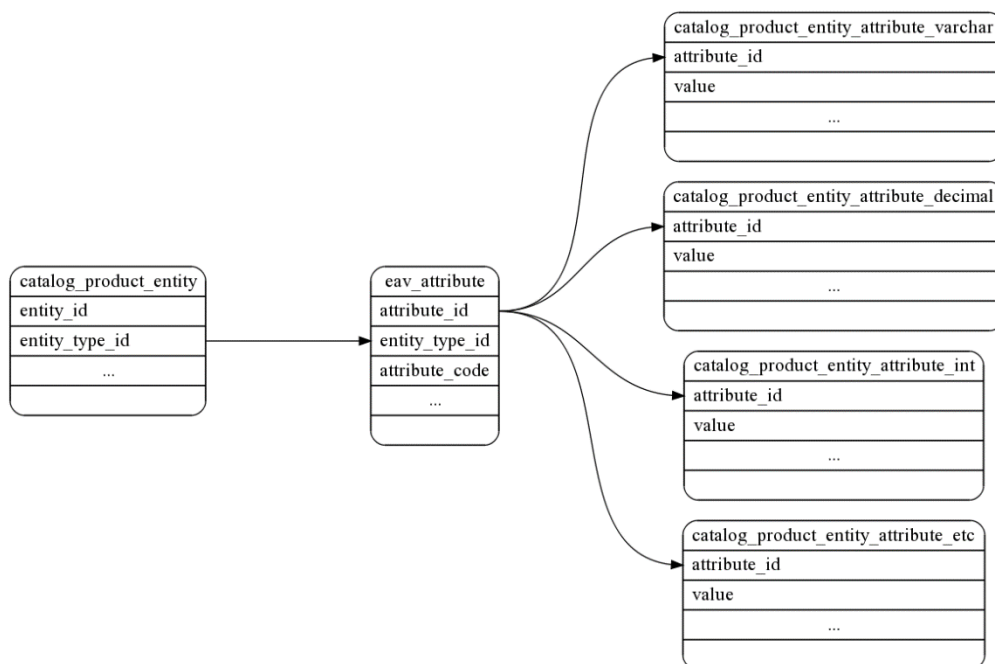 catalog_product_entity
entity_id
entity_type_id
...
eav_attribute
attribute_id
entity_type_id
attribute_code
...
catalog_product_entity_attribute_varchar
attribute_id
value
...
catalog_product_entity_attribute_decimal
attribute_id
value
...
catalog_product_entity_attribute_int
attribute_id
value
...
catalog_product_entity_attribute_etc
attribute_id
value
...